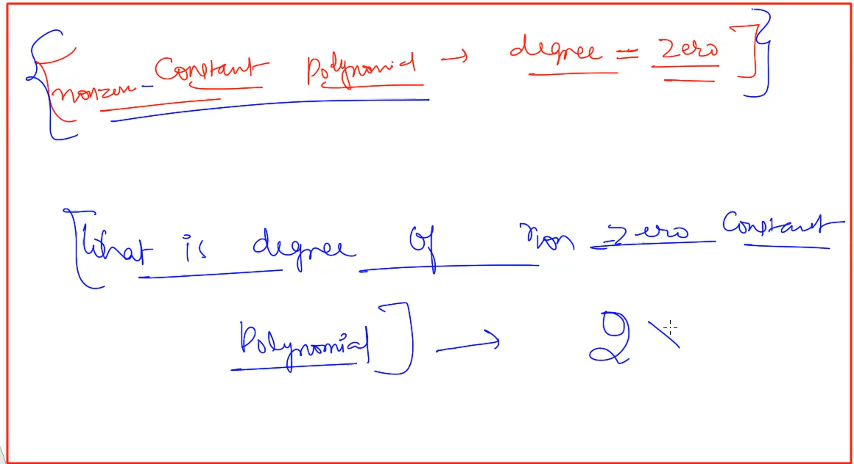 nonzero-Constant Polynomial → degree = zero
What is degree of non zero Constant
Polynomial] →